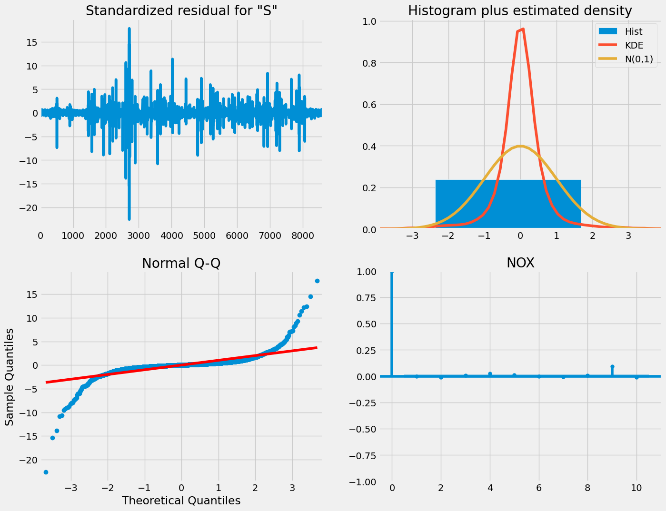 Standardized residual for "S"
15
10
5
0
−5
−10
−15
−20
0 1000 2000 3000 4000 5000 6000 7000 8000
Histogram plus estimated density
1.0
0.8
0.6
0.4
0.2
0.0
−3 −2 −1 0 1 2 3
Hist
KDE
N(0,1)
Normal Q-Q
Sample Quantiles
15
10
5
0
−5
−10
−15
−20
−3 −2 −1 0 1 2 3
Theoretical Quantiles
NOX
1.00
0.75
0.50
0.25
0.00
−0.25
−0.50
−0.75
−1.00
0 2 4 6 8 10